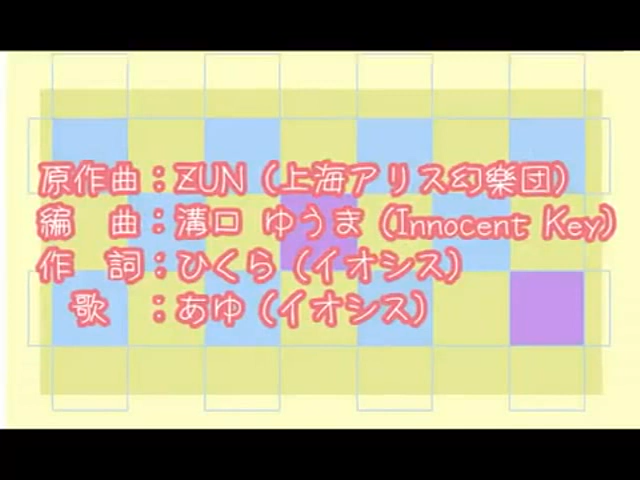 原作曲：ZUN（上海アリス幻樂団）
編　曲：溝口 ゆうま（Innocent Key）
作　詞：ひくら（イオシス）
歌　：あゆ（イオシス）